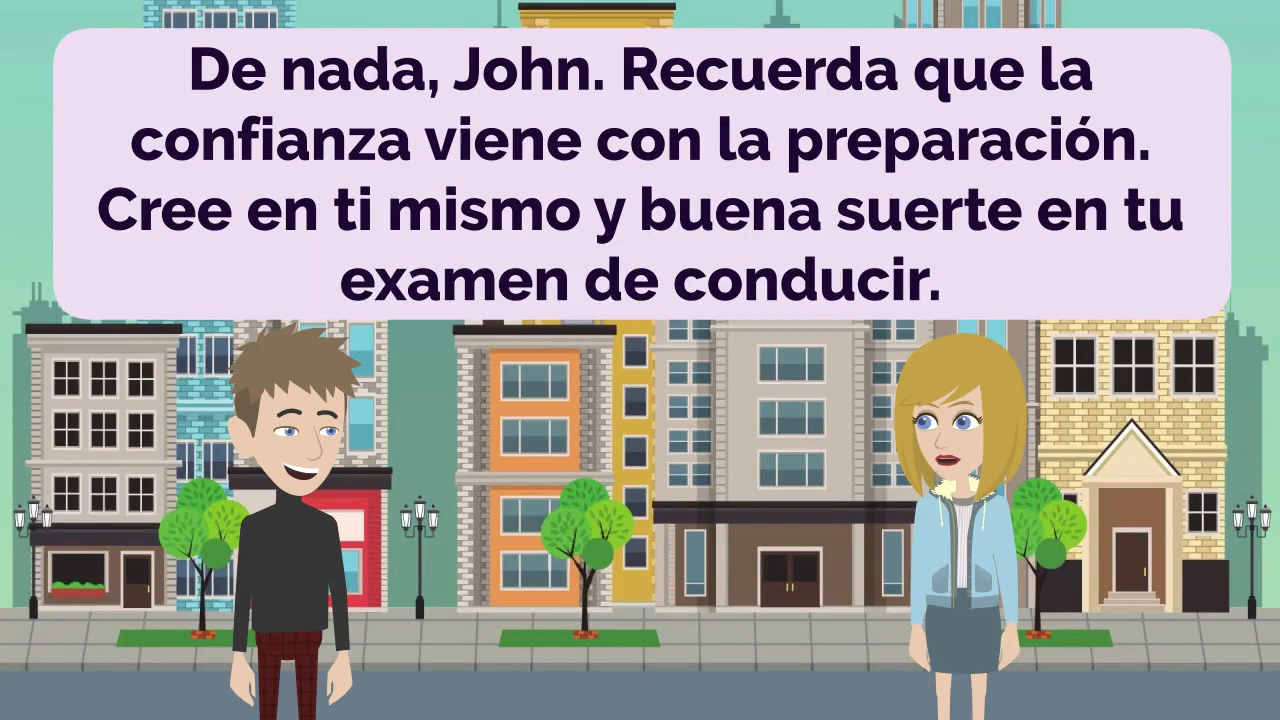 De nada, John. Recuerda que la
confianza viene con la preparación.
Cree en ti mismo y buena suerte en tu
examen de conducir.